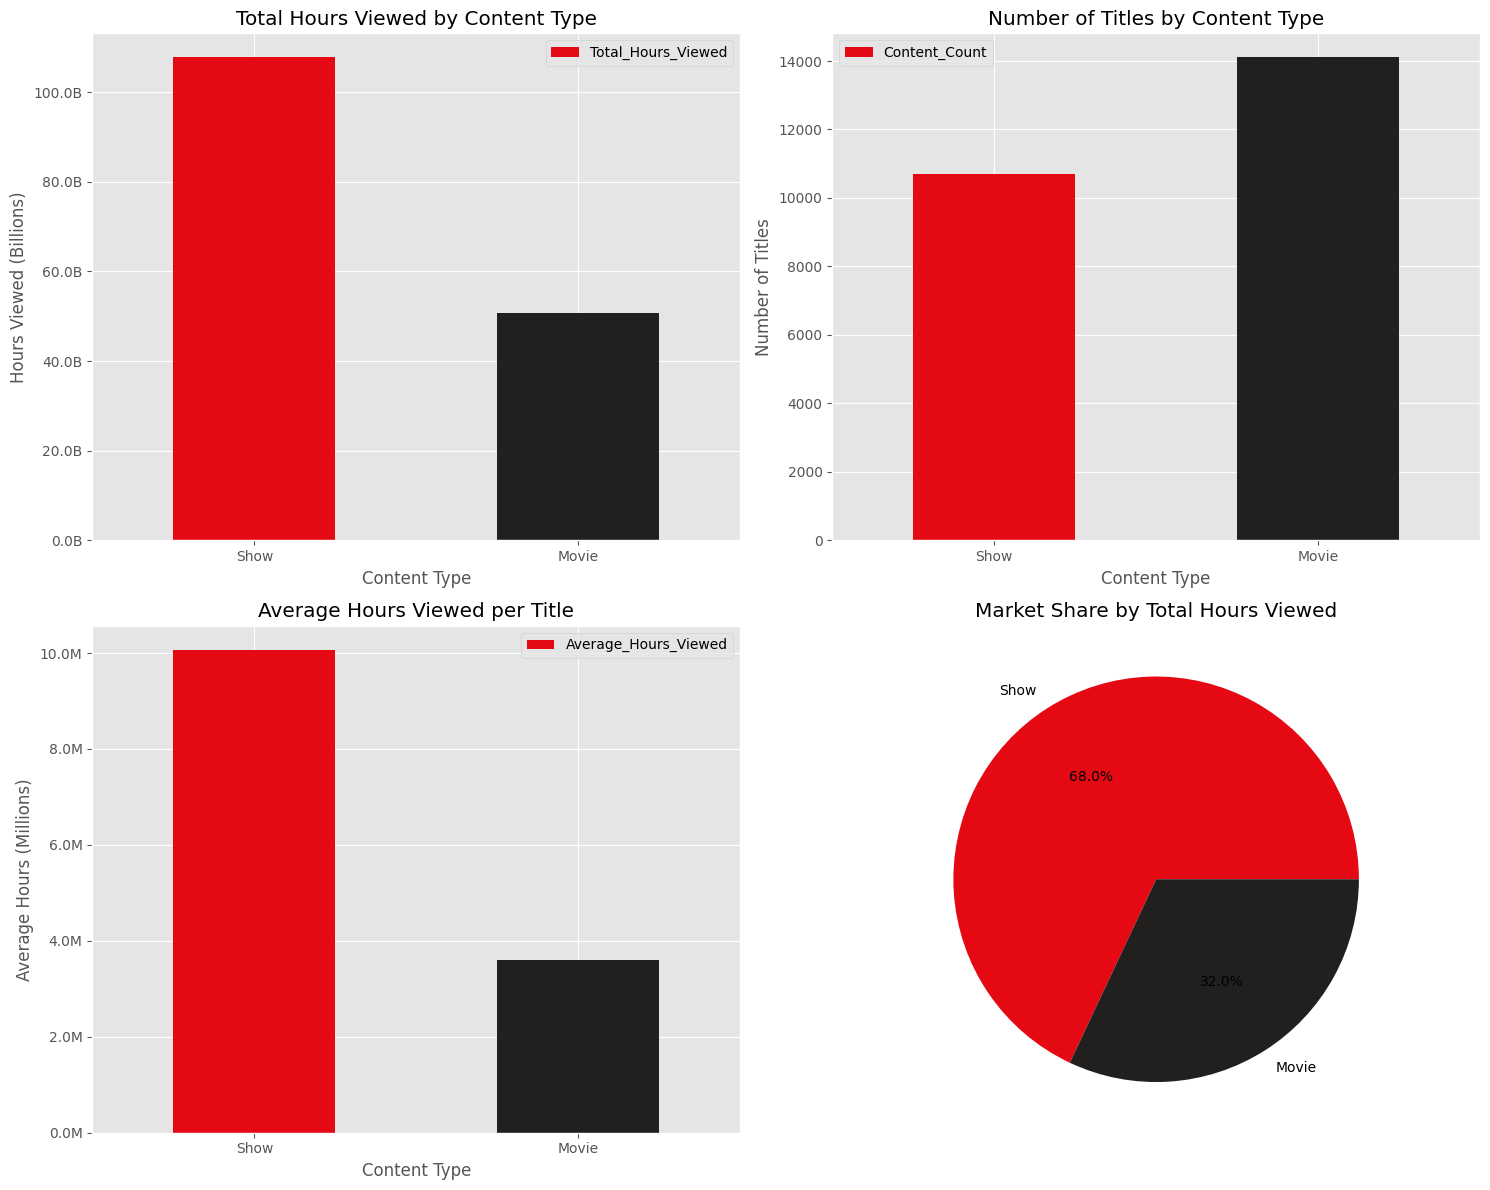 Total Hours Viewed by Content Type
Total_Hours_Viewed
Hours Viewed (Billions)
100.0B
80.0B
60.0B
40.0B
20.0B
0.0B
Show
Movie
Content Type
Number of Titles by Content Type
Content_Count
Number of Titles
14000
12000
10000
8000
6000
4000
2000
0
Show
Movie
Content Type
Average Hours Viewed per Title
Average_Hours_Viewed
Average Hours (Millions)
10.0M
8.0M
6.0M
4.0M
2.0M
0.0M
Show
Movie
Content Type
Market Share by Total Hours Viewed
Show
68.0%
32.0%
Movie